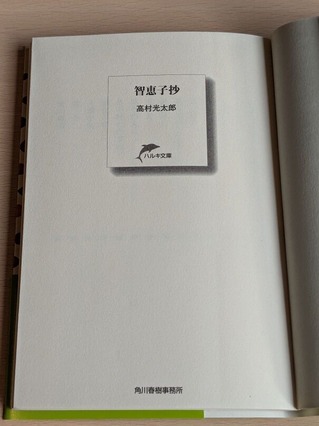 智恵子抄
高村光太郎
ハルキ文庫
角川春樹事務所